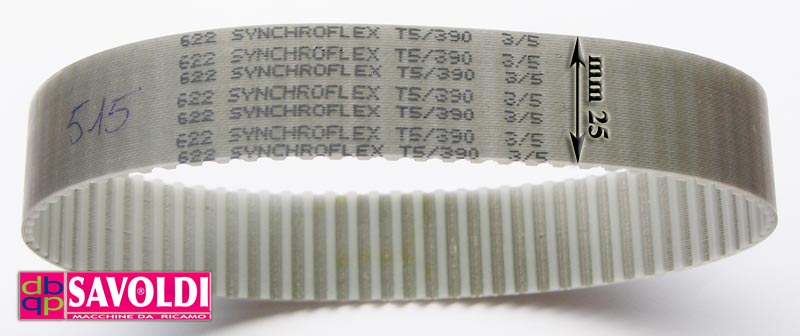 622 SYNCHROFLEX T5/390 3/5
622 SYNCHROFLEX T5/390 3/5
622 SYNCHROFLEX T5/390 3/5
622 SYNCHROFLEX T5/390 3/5
622 SYNCHROFLEX T5/390 3/5
622 SYNCHROFLEX T5/390 3/5
622 SYNCHROFLEX T5/390 3/5
515
mm 25
db
qp
SAVOLDI®
MACCHINE DA RICAMO